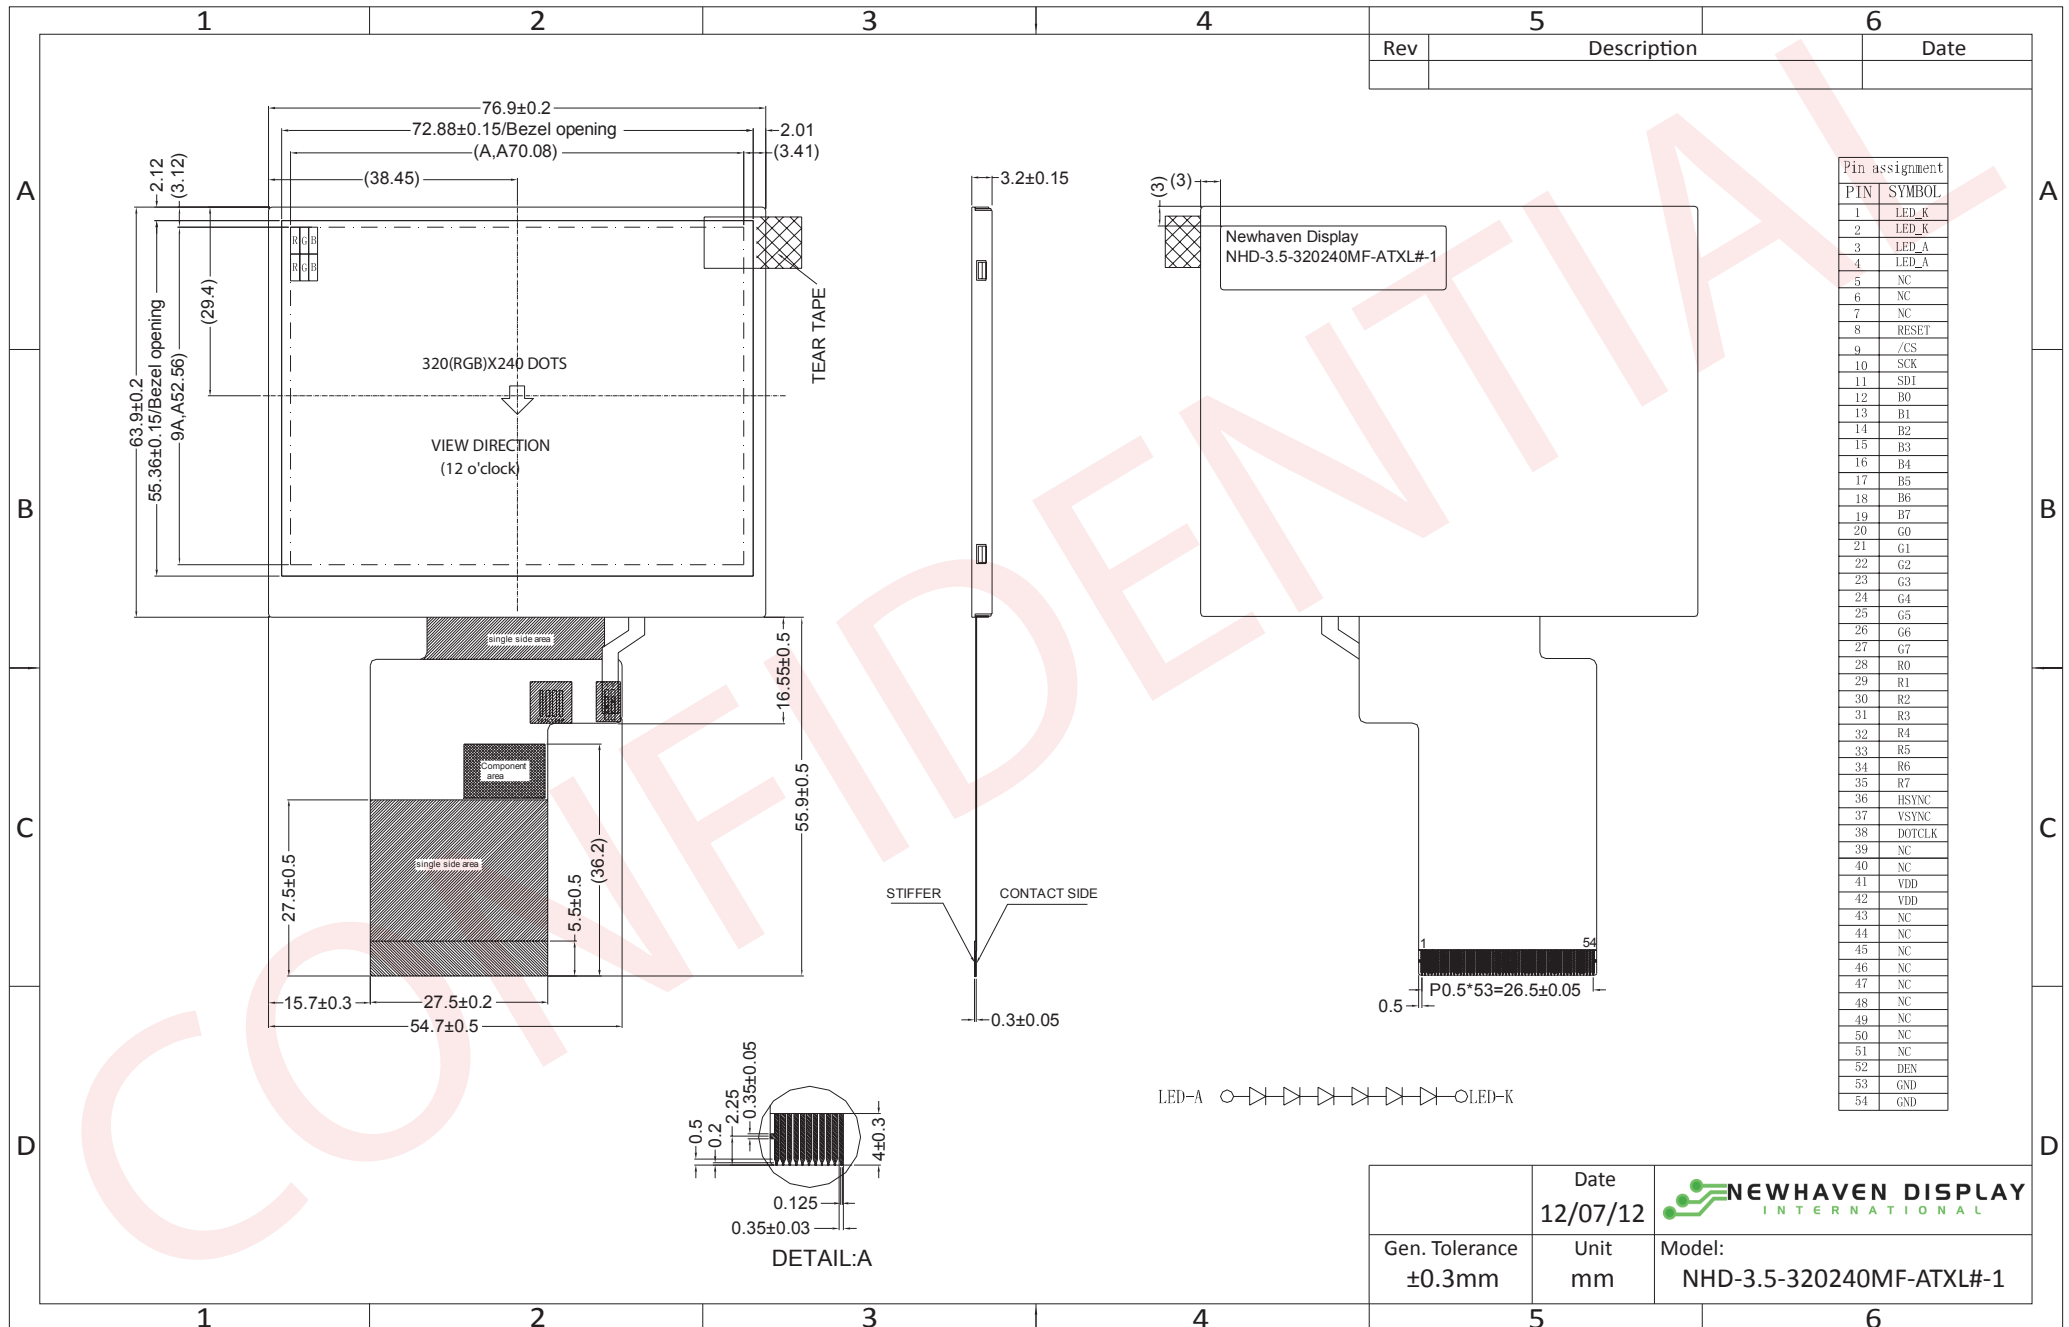 1 2 3 4 5 6
Rev Description Date
A
B
C
D
76.9±0.2
72.88±0.15/Bezel opening
2.01
(A,A70.08)
(3.41)
(38.45)
2.12
(3.12)
(29.4)
63.9±0.2
55.36±0.15/Bezel opening
9A,A52.56)
R G B
R G B
320(RGB)X240 DOTS
VIEW DIRECTION
(12 o'clock)
TEAR TAPE
3.2±0.15
(3)
(3)
Newhaven Display
NHD-3.5-320240MF-ATXL#-1
single side area
Component
area
single side area
16.55±0.5
55.9±0.5
(36.2)
5.5±0.5
27.5±0.5
15.7±0.3
27.5±0.2
54.7±0.5
STIFFER
CONTACT SIDE
0.3±0.05
1 54
P0.5*53=26.5±0.05
0.5
LED-A LED-K
0.5
0.2
2.25
0.35±0.05
4±0.3
0.125
0.35±0.03
DETAIL:A
Pin assignment
PIN SYMBOL
1 LED_K
2 LED_K
3 LED_A
4 LED_A
5 NC
6 NC
7 NC
8 RESET
9 /CS
10 SCK
11 SDI
12 B0
13 B1
14 B2
15 B3
16 B4
17 B5
18 B6
19 B7
20 G0
21 G1
22 G2
23 G3
24 G4
25 G5
26 G6
27 G7
28 R0
29 R1
30 R2
31 R3
32 R4
33 R5
34 R6
35 R7
36 HSYNC
37 VSYNC
38 DOTCLK
39 NC
40 NC
41 VDD
42 VDD
43 NC
44 NC
45 NC
46 NC
47 NC
48 NC
49 NC
50 NC
51 NC
52 DEN
53 GND
54 GND
A
B
C
D
CONFIDENTIAL
Date
12/07/12
NEWHAVEN DISPLAY
INTERNATIONAL
Gen. Tolerance
±0.3mm
Unit
mm
Model:
NHD-3.5-320240MF-ATXL#-1
1 2 3 4 5 6